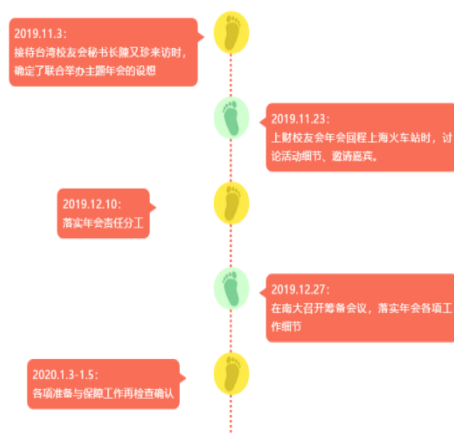 2019.11.3：
接待台湾校友会秘书长陳又珍来访时，
确定了联合举办主题年会的设想
2019.11.23：
上财校友会年会回程上海火车站时，讨
论活动细节、邀请嘉宾。
2019.12.10：
落实年会责任分工
2019.12.27：
在南大召开筹备会议，落实年会各项工
作细节
2020.1.3-1.5：
各项准备与保障工作再检查确认